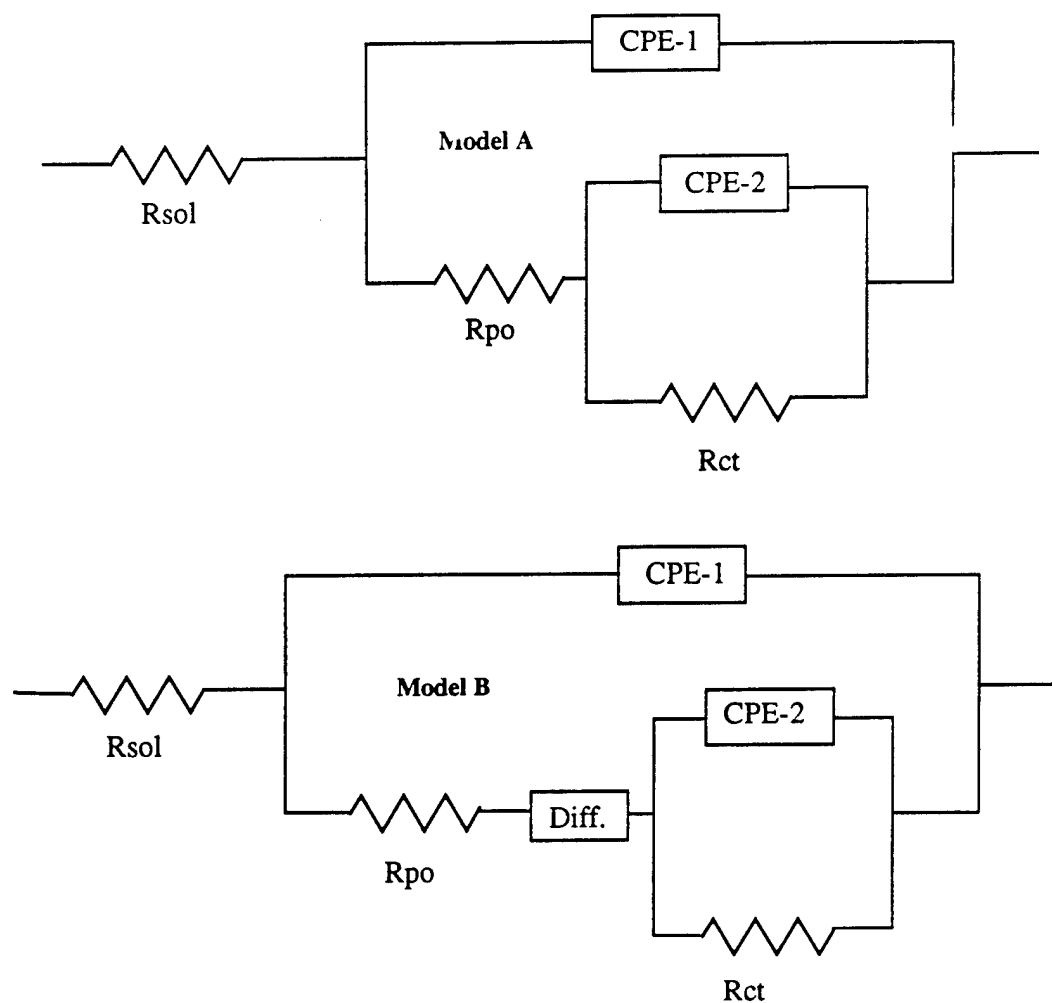 CPE-1
Model A
CPE-2
Rsol
Rpo
Rct
CPE-1
Model B
CPE-2
Rsol
Diff.
Rpo
Rct